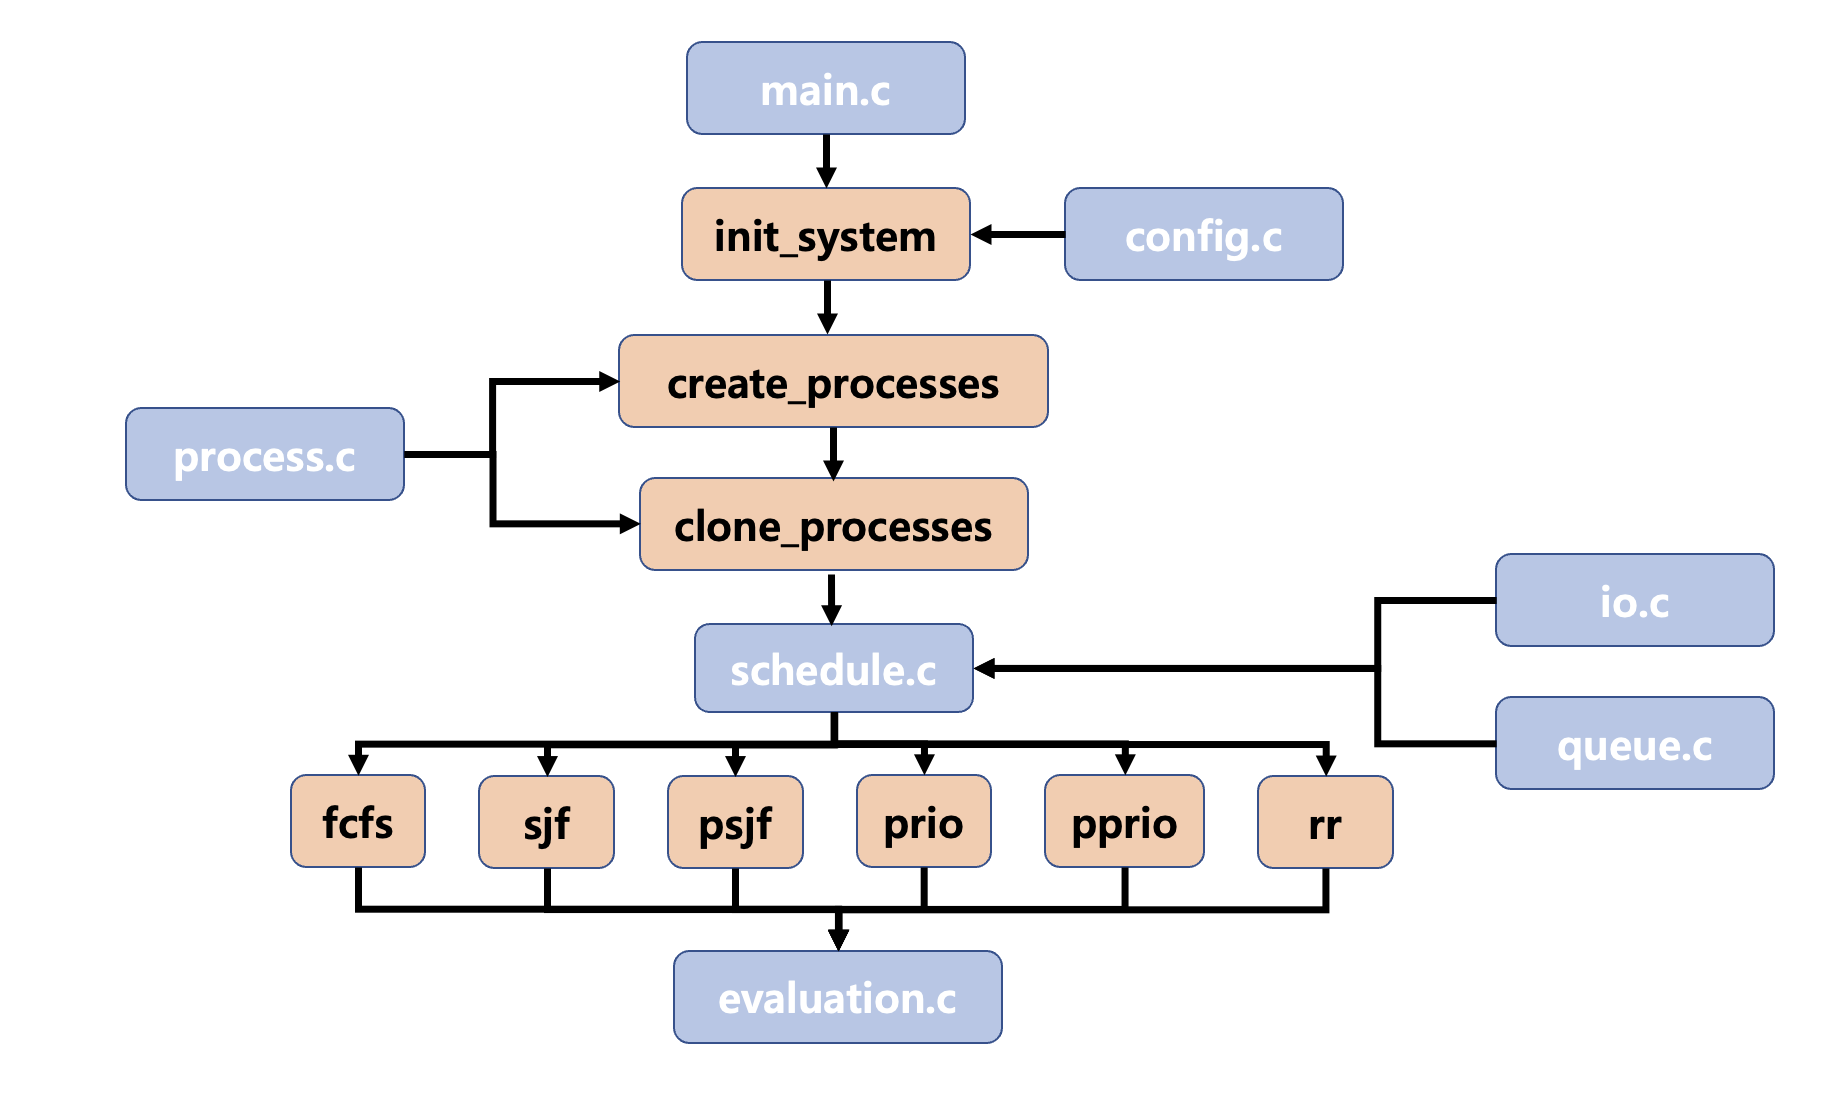 main.c
init_system
config.c
create_processes
process.c
clone_processes
io.c
schedule.c
queue.c
fcfs
sjf
psjf
prio
pprio
rr
evaluation.c